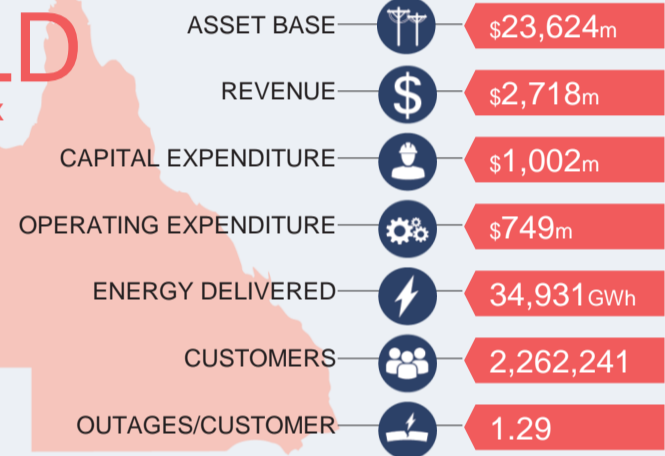 LD
ASSET BASE $23,624m
REVENUE $2,718m
CAPITAL EXPENDITURE $1,002m
OPERATING EXPENDITURE $749m
ENERGY DELIVERED 34,931GWh
CUSTOMERS 2,262,241
OUTAGES/CUSTOMER 1.29